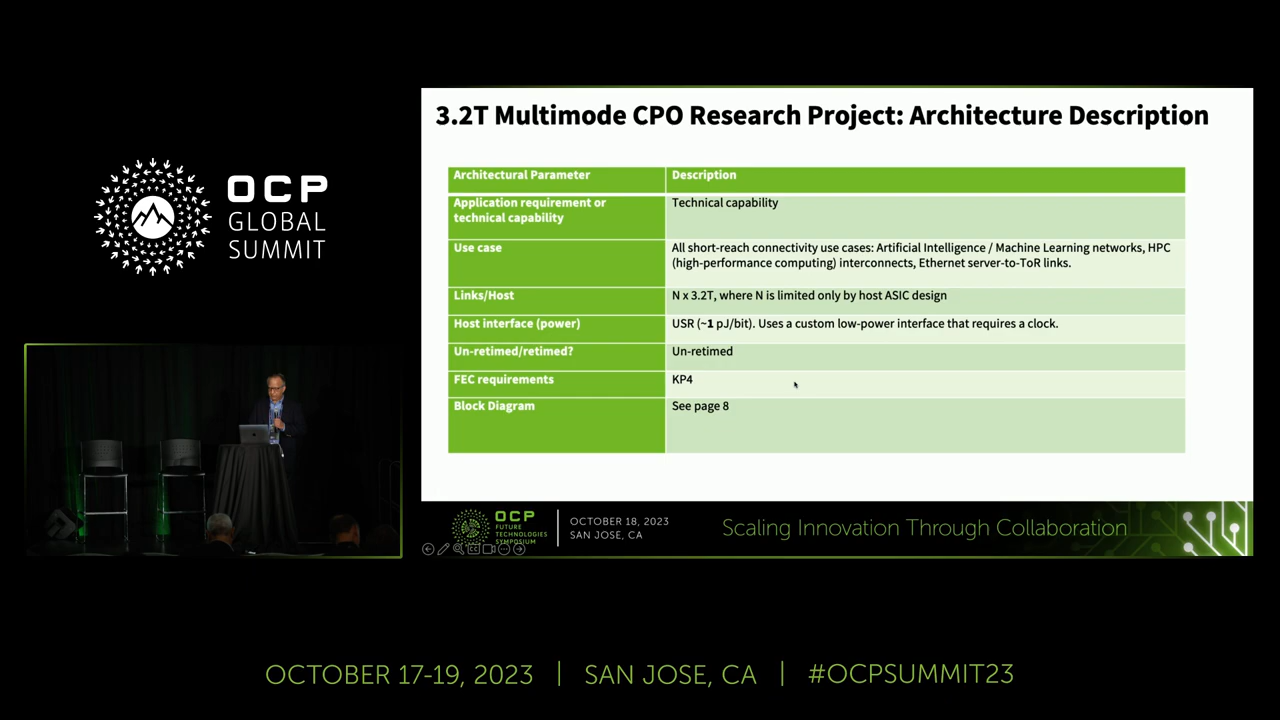 OCP
GLOBAL
SUMMIT
3.2T Multimode CPO Research Project: Architecture Description
Architectural Parameter
Description
Application requirement or
technical capability
Technical capability
Use case
All short-reach connectivity use cases: Artificial Intelligence / Machine Learning networks, HPC
(high-performance computing) interconnects, Ethernet server-to-ToR links.
Links/Host
N x 3.2T, where N is limited only by host ASIC design
Host interface (power)
USR (~1 pJ/bit). Uses a custom low-power interface that requires a clock.
Un-retimed/retimed?
Un-retimed
FEC requirements
KP4
Block Diagram
See page 8
OCP
FUTURE
TECHNOLOGIES
SYMPOSIUM
OCTOBER 18, 2023
SAN JOSE, CA
Scaling Innovation Through Collaboration
OCTOBER 17-19, 2023 | SAN JOSE, CA | #OCPSUMMIT23